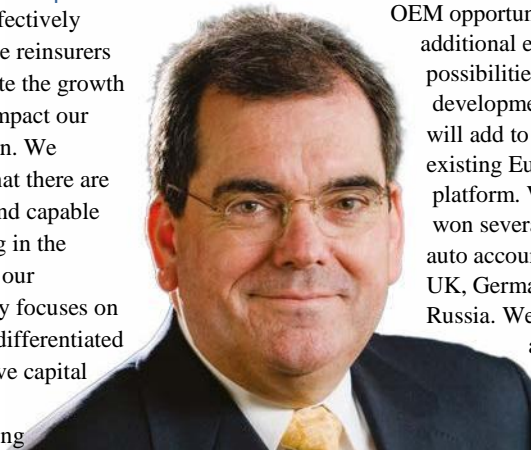 fectively
e reinsurers
te the growth
mpact our
n. We
hat there are
nd capable
g in the
our
y focuses on
differentiated
ve capital
ng
OEM opportun
additional e
possibilitie
developme
will add to
existing Eu
platform. W
won severa
auto accoun
UK, Germa
Russia. We
a